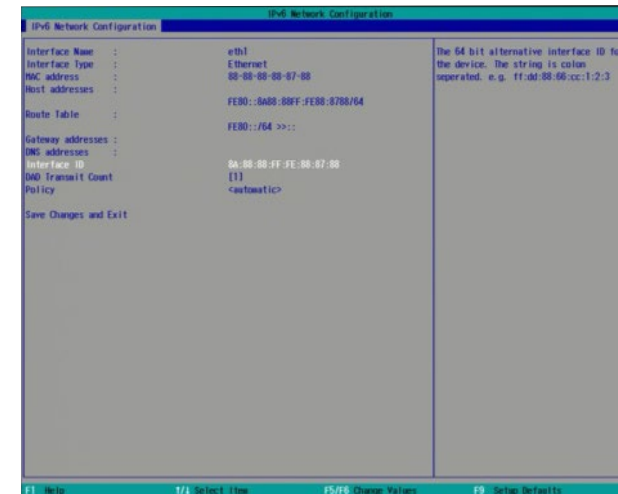 IPv6 Network Configuration
IPv6 Network Configuration
Interface Name : eth1
Interface Type : Ethernet
MAC address : 88-88-88-88-87-88
Host addresses :
FE80::8A88:88FF:FE88:8788/64
Route Table :
FE80::/64 >>::
Gateway addresses :
DNS addresses :
Interface ID 8A:88:88:FF:FE:88:87:88
DAD Transmit Count [1]
Policy <automatic>
Save Changes and Exit
The 64 bit alternative interface ID fo
the device. The string is colon
seperated. e.g. ff:dd:88:66:cc:1:2:3
F1 Help ↑/↓ Select Item F5/F6 Change Values F9 Setup Defaults